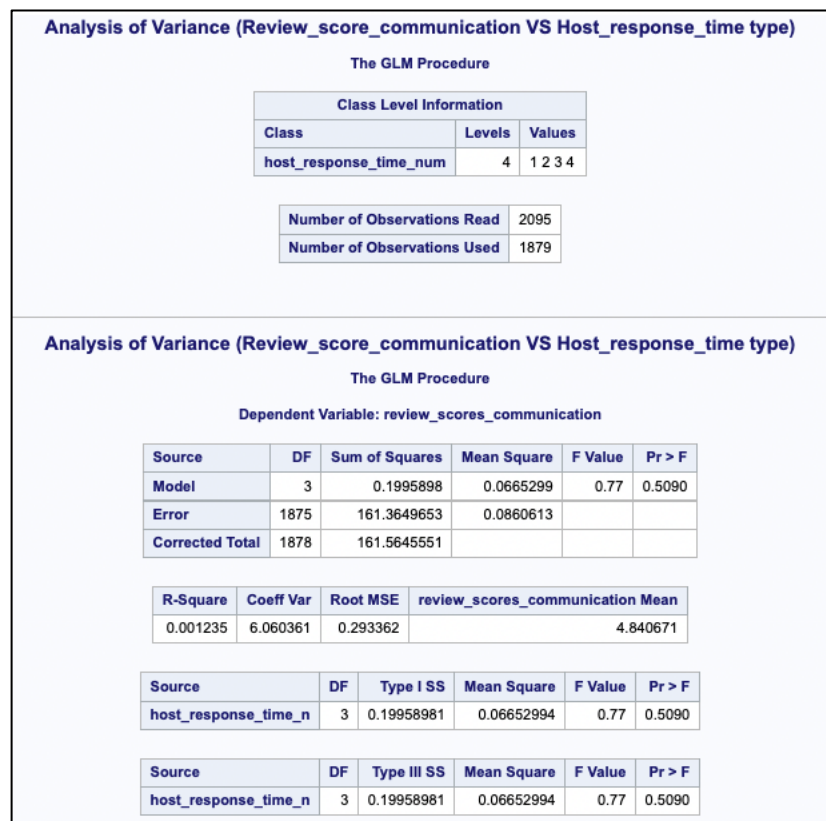 Analysis of Variance (Review_score_communication VS Host_response_time type)
The GLM Procedure
Class Level Information
Class Levels Values
host_response_time_num 4 1 2 3 4
Number of Observations Read 2095
Number of Observations Used 1879
Analysis of Variance (Review_score_communication VS Host_response_time type)
The GLM Procedure
Dependent Variable: review_scores_communication
Source DF Sum of Squares Mean Square F Value Pr > F
Model 3 0.1995898 0.0665299 0.77 0.5090
Error 1875 161.3649653 0.0860613
Corrected Total 1878 161.5645551
R-Square Coeff Var Root MSE review_scores_communication Mean
0.001235 6.060361 0.293362 4.840671
Source DF Type I SS Mean Square F Value Pr > F
host_response_time_n 3 0.19958981 0.06652994 0.77 0.5090
Source DF Type III SS Mean Square F Value Pr > F
host_response_time_n 3 0.19958981 0.06652994 0.77 0.5090